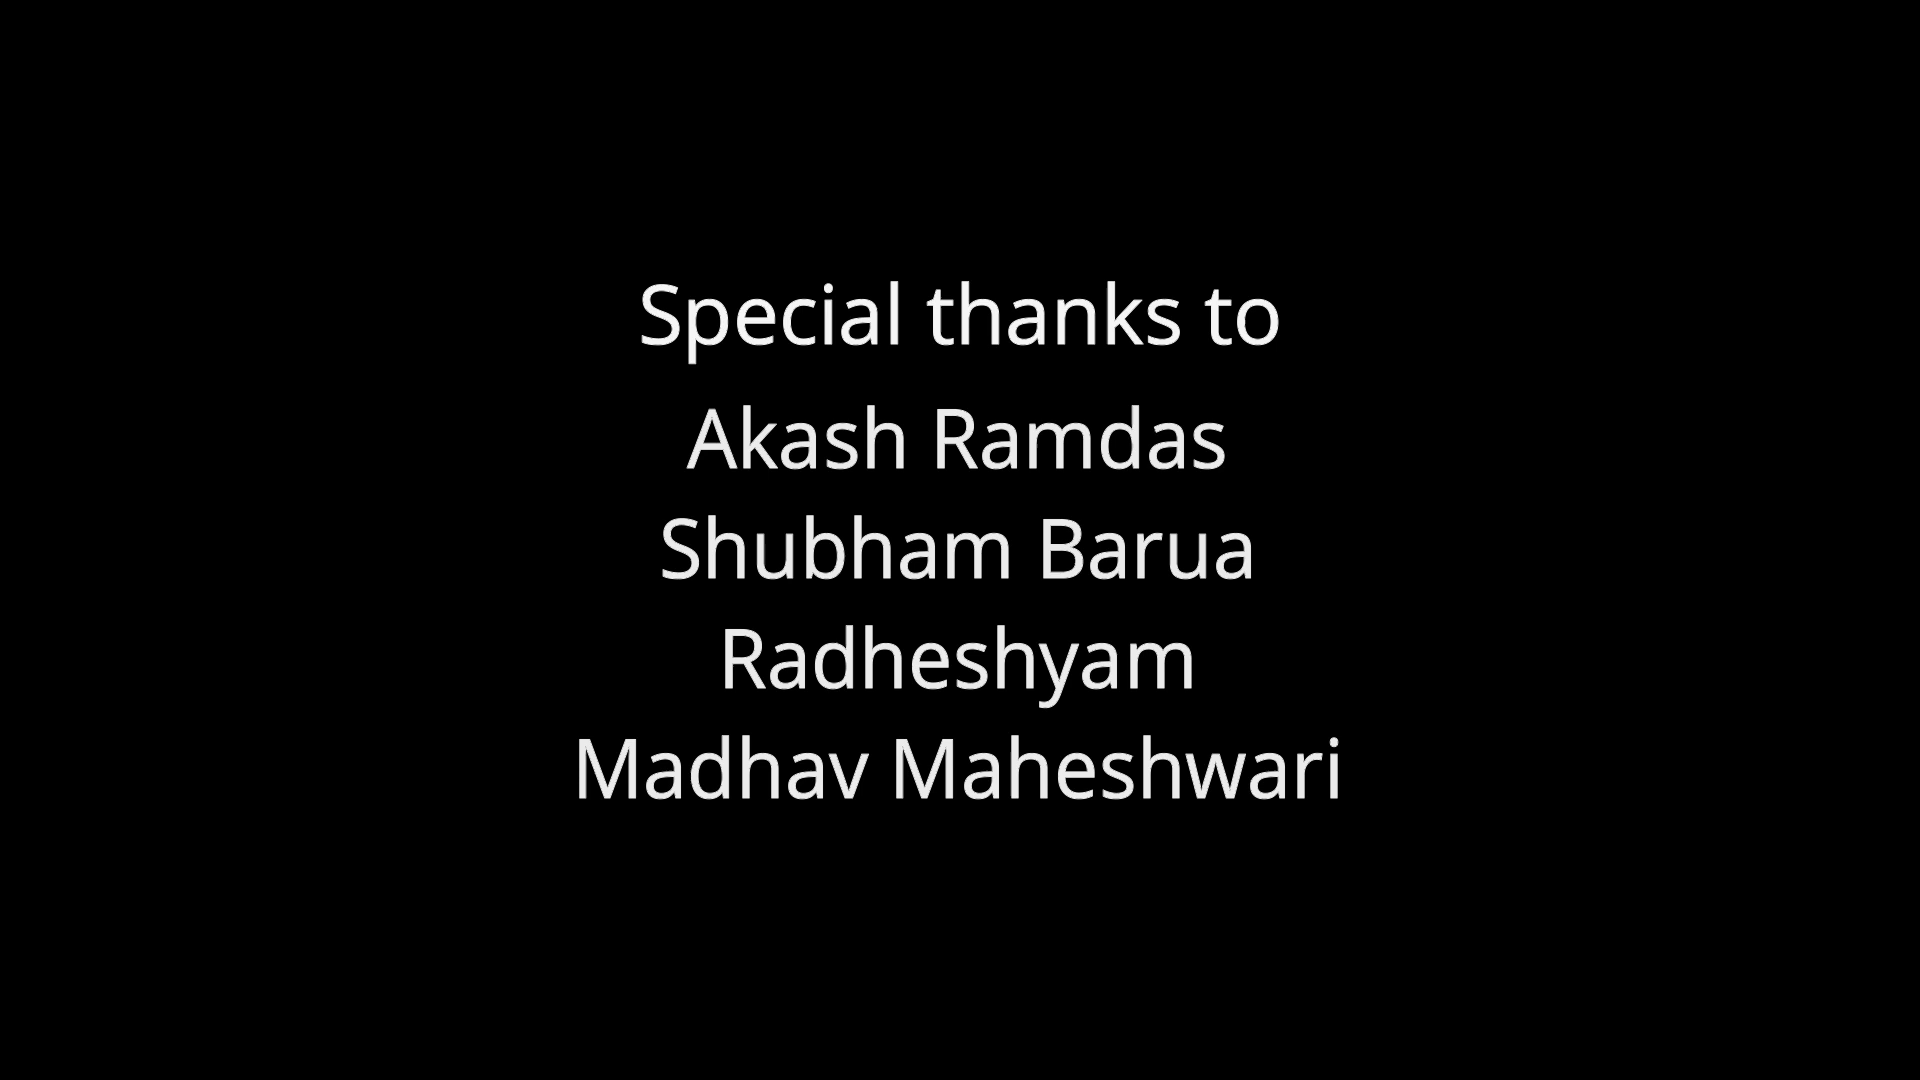 Special thanks to
Akash Ramdas
Shubham Barua
Radheshyam
Madhav Maheshwari